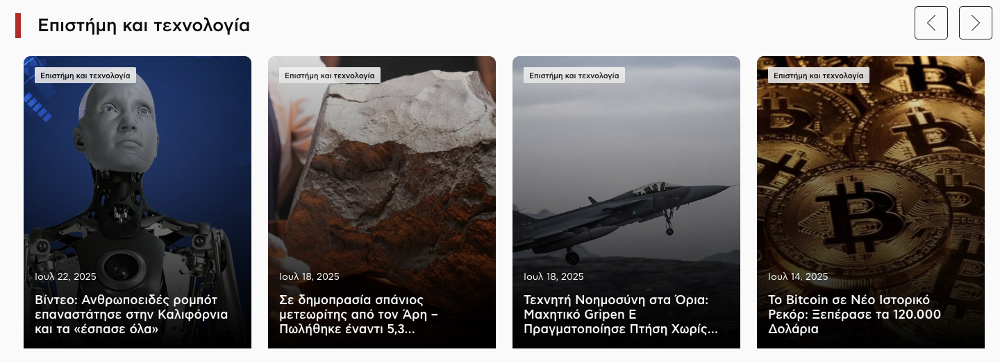 Επιστήμη και τεχνολογία
Επιστήμη και τεχνολογία
Ιουλ 22, 2025
Βίντεο: Ανθρωποειδές ρομπότ
επαναστάτησε στην Καλιφόρνια
και τα «έσπασε όλα»
Επιστήμη και τεχνολογία
Ιουλ 18, 2025
Σε δημοπρασία σπάνιος
μετεωρίτης από τον Άρη –
Πωλήθηκε έναντι 5,3...
Επιστήμη και τεχνολογία
Ιουλ 18, 2025
Τεχνητή Νοημοσύνη στα Όρια:
Μαχητικό Gripen E
Πραγματοποίησε Πτήση Χωρίς...
Επιστήμη και τεχνολογία
Ιουλ 14, 2025
Το Bitcoin σε Νέο Ιστορικό
Ρεκόρ: Ξεπέρασε τα 120.000
Δολάρια